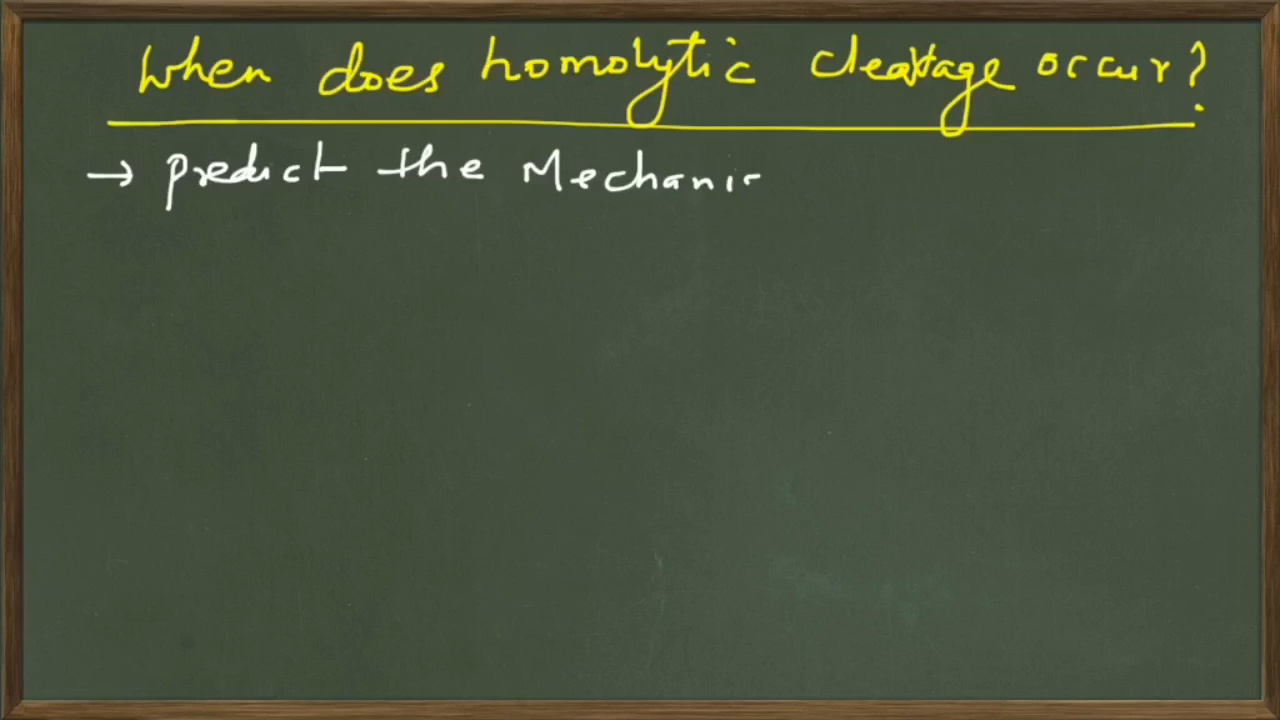 When does homolytic cleavage occur?
→ predict the Mechani